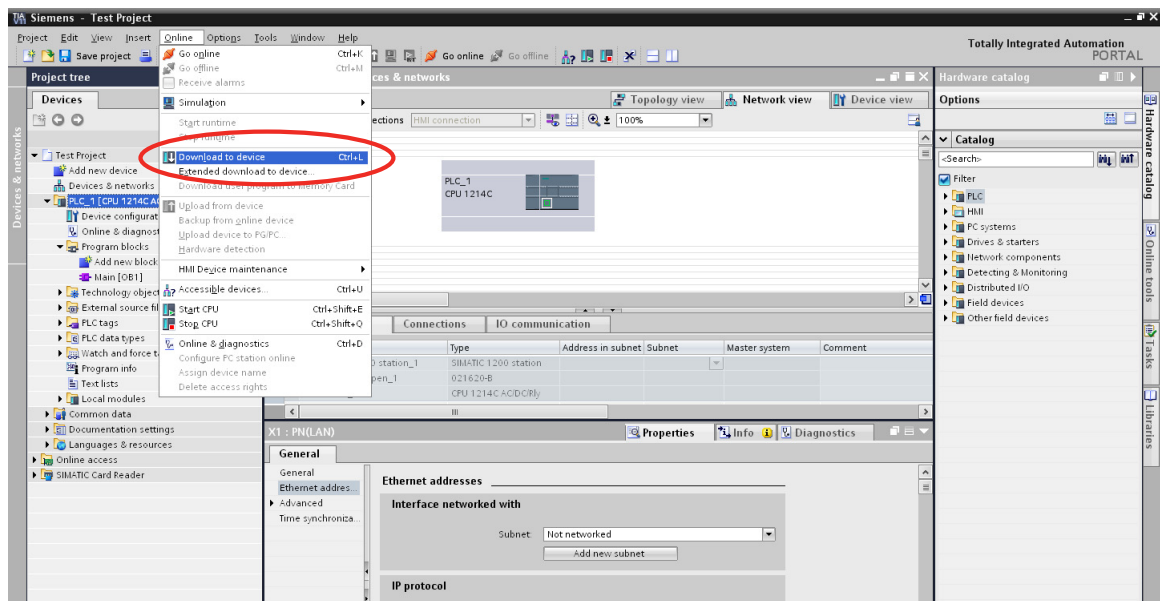 Siemens - Test Project
Project Edit View Insert Online Options Tools Window Help
Totally Integrated Automation
PORTAL
Save project
Go online
Go offline
Go online Ctrl+K
Go offline Ctrl+M
Receive alarms
Simulation
Start runtime
Stop runtime
Download to device Ctrl+L
Extended download to device...
Download user program to Memory Card
Upload from device
Backup from online device
Upload device to PG/PC...
Hardware detection
HMI Device maintenance
Accessible devices... Ctrl+U
Start CPU Ctrl+Shift+E
Stop CPU Ctrl+Shift+Q
Online & diagnostics Ctrl+D
Configure PC station online
Assign device name
Delete access rights
Project tree
Devices
Devices & networks
Test Project
Add new device
Devices & networks
PLC_1 [CPU 1214C AC
Device configurat
Online & diagnost
Program blocks
Add new block
Main [OB1]
Technology object
External source fil
PLC tags
PLC data types
Watch and force t
Program info
Text lists
Local modules
Common data
Documentation settings
Languages & resources
Online access
SIMATIC Card Reader
ces & networks
Topology view
Network view
Device view
ections
HMI connection
100%
PLC_1
CPU 1214C
Connections
IO communication
Type Address in subnet Subnet Master system Comment
0 station_1 SIMATIC 1200 station
pen_1 021620-B
CPU 1214C AC/DC/Rly
X1 : PN(LAN)
Properties
Info
Diagnostics
General
General
Ethernet addres...
Advanced
Time synchroniza...
Ethernet addresses
Interface networked with
Subnet: Not networked
Add new subnet
IP protocol
Hardware catalog
Options
Catalog
<Search>
Filter
PLC
HMI
PC systems
Drives & starters
Network components
Detecting & Monitoring
Distributed I/O
Field devices
Other field devices
Hardware catalog
Online tools
Tasks
Libraries